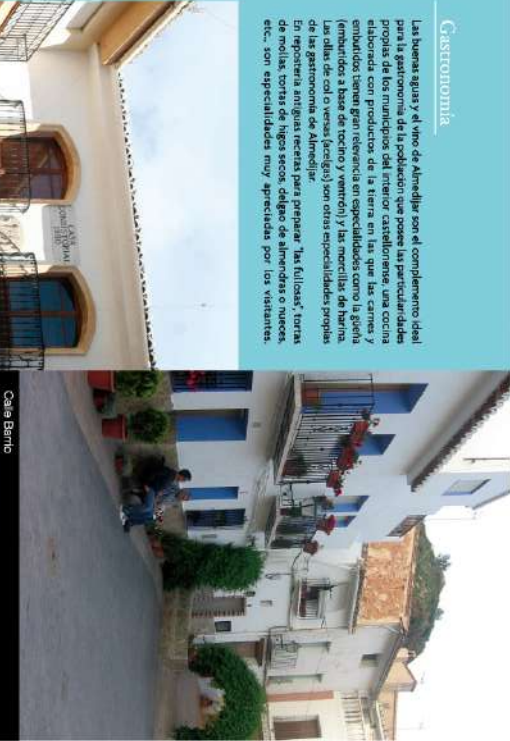 Gastronomía
Las buenas aguas y el vino de Almedíjar son el complemento ideal
para la gastronomía de la población que posee las particularidades
propias de los municipios del interior castellonense, una cocina
elaborada con productos de la tierra en las que las carnes y
embutidos tienen gran relevancia en especialidades como la güeña
(embutidos a base de tocino y ventrón) y las morcillas de harina.
Las ollas de col o versas (acelgas) son otras especialidades propias
de las gastronomía de Almedíjar.
En repostería antiguas recetas para preparar "las fullosas", tortas
de mollas, tortas de higos secos, delgao de almendras o nueces,
etc., son especialidades muy apreciadas por los visitantes.
CASA
CONSISTORIAL
Calle Barrio